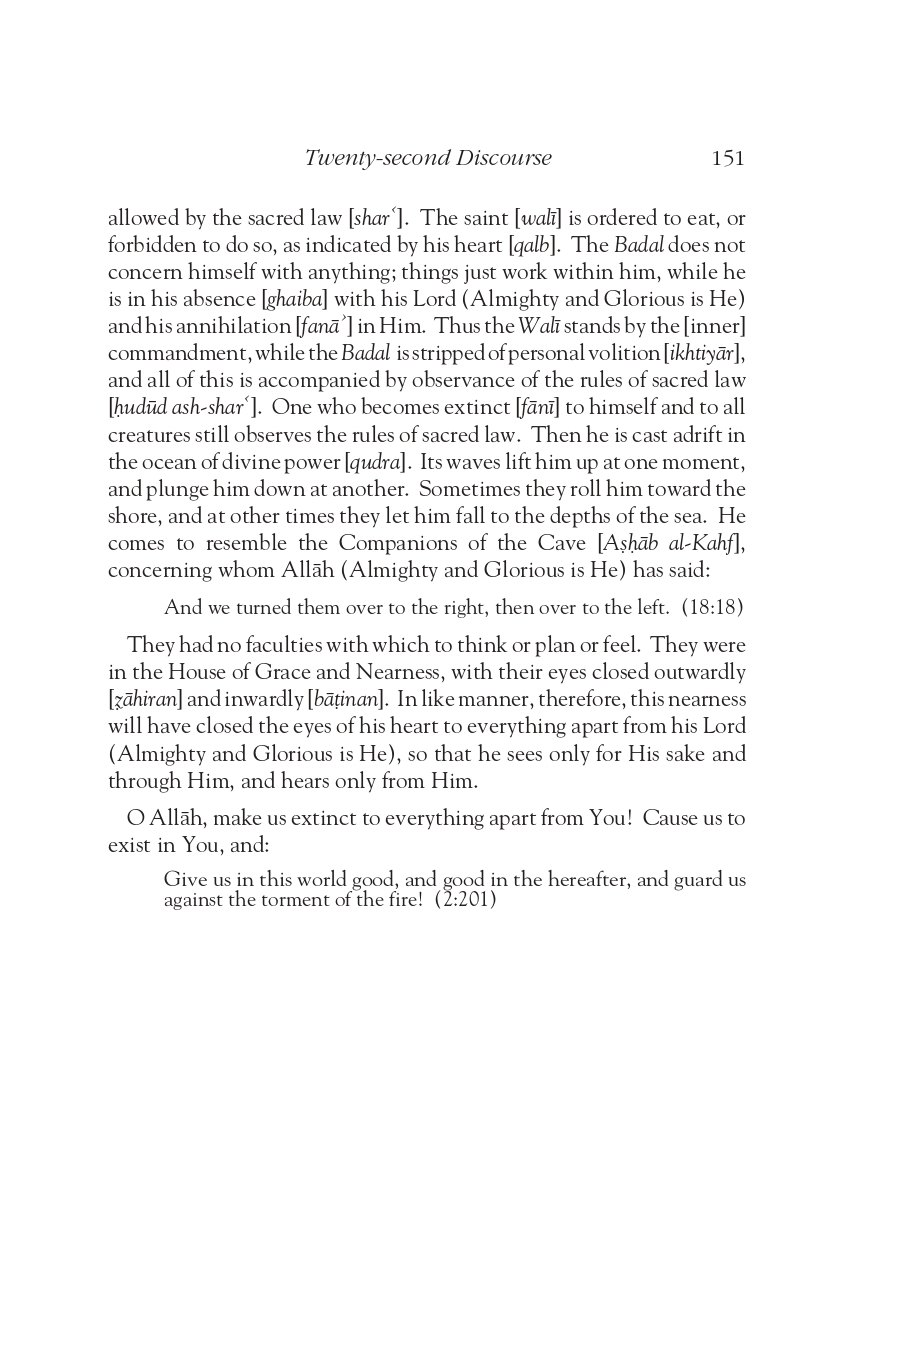 Twenty-second Discourse 151
allowed by the sacred law [sharʿ]. The saint [walī] is ordered to eat, or
forbidden to do so, as indicated by his heart [qalb]. The Badal does not
concern himself with anything; things just work within him, while he
is in his absence [ghaiba] with his Lord (Almighty and Glorious is He)
and his annihilation [fanāʾ] in Him. Thus the Walī stands by the [inner]
commandment, while the Badal is stripped of personal volition [ikhtiyār],
and all of this is accompanied by observance of the rules of sacred law
[ḥudūd ash-sharʿ]. One who becomes extinct [fānī] to himself and to all
creatures still observes the rules of sacred law. Then he is cast adrift in
the ocean of divine power [qudra]. Its waves lift him up at one moment,
and plunge him down at another. Sometimes they roll him toward the
shore, and at other times they let him fall to the depths of the sea. He
comes to resemble the Companions of the Cave [Aṣḥāb al-Kahf],
concerning whom Allāh (Almighty and Glorious is He) has said:
And we turned them over to the right, then over to the left. (18:18)
They had no faculties with which to think or plan or feel. They were
in the House of Grace and Nearness, with their eyes closed outwardly
[ẓāhiran] and inwardly [bāṭinan]. In like manner, therefore, this nearness
will have closed the eyes of his heart to everything apart from his Lord
(Almighty and Glorious is He), so that he sees only for His sake and
through Him, and hears only from Him.
O Allāh, make us extinct to everything apart from You! Cause us to
exist in You, and:
Give us in this world good, and good in the hereafter, and guard us
against the torment of the fire! (2:201)